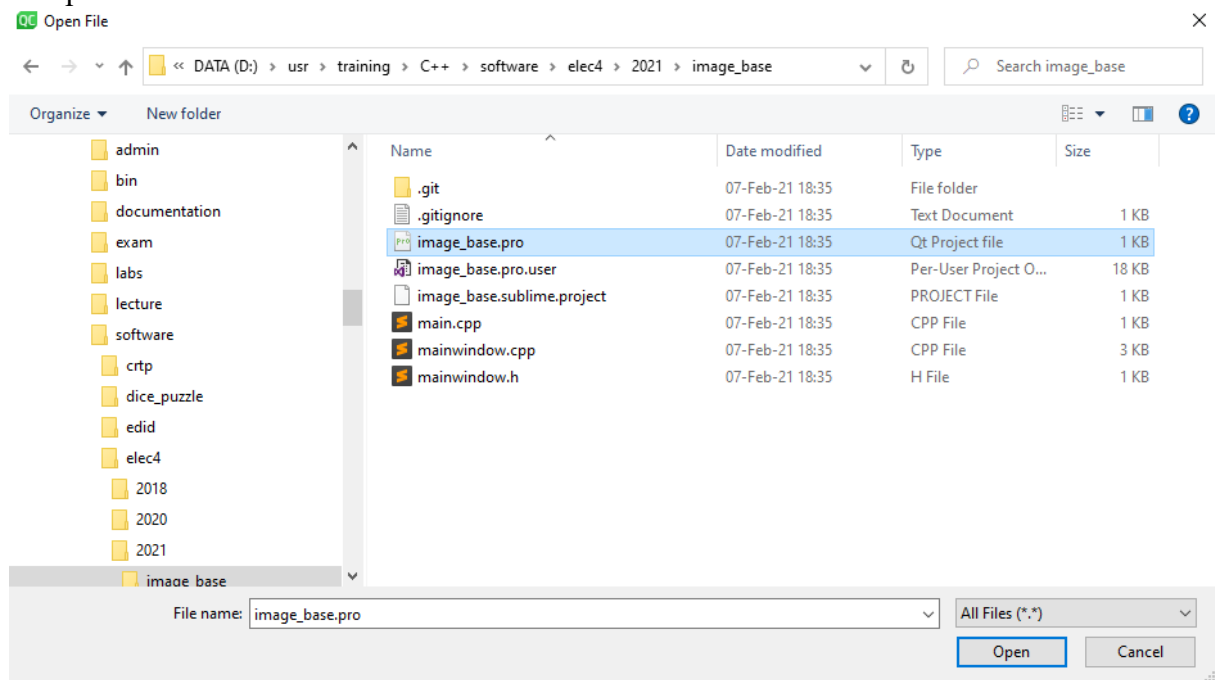 QC Open File
« DATA (D:) › usr › training › C++ › software › elec4 › 2021 › image_base Search image_base
Organize New folder
admin
bin
documentation
exam
labs
lecture
software
crtp
dice_puzzle
edid
elec4
2018
2020
2021
image_base
Name Date modified Type Size
.git 07-Feb-21 18:35 File folder
.gitignore 07-Feb-21 18:35 Text Document 1 KB
image_base.pro 07-Feb-21 18:35 Qt Project file 1 KB
image_base.pro.user 07-Feb-21 18:35 Per-User Project O... 18 KB
image_base.sublime.project 07-Feb-21 18:35 PROJECT File 1 KB
main.cpp 07-Feb-21 18:35 CPP File 1 KB
mainwindow.cpp 07-Feb-21 18:35 CPP File 3 KB
mainwindow.h 07-Feb-21 18:35 H File 1 KB
File name: image_base.pro All Files (*.*)
Open Cancel